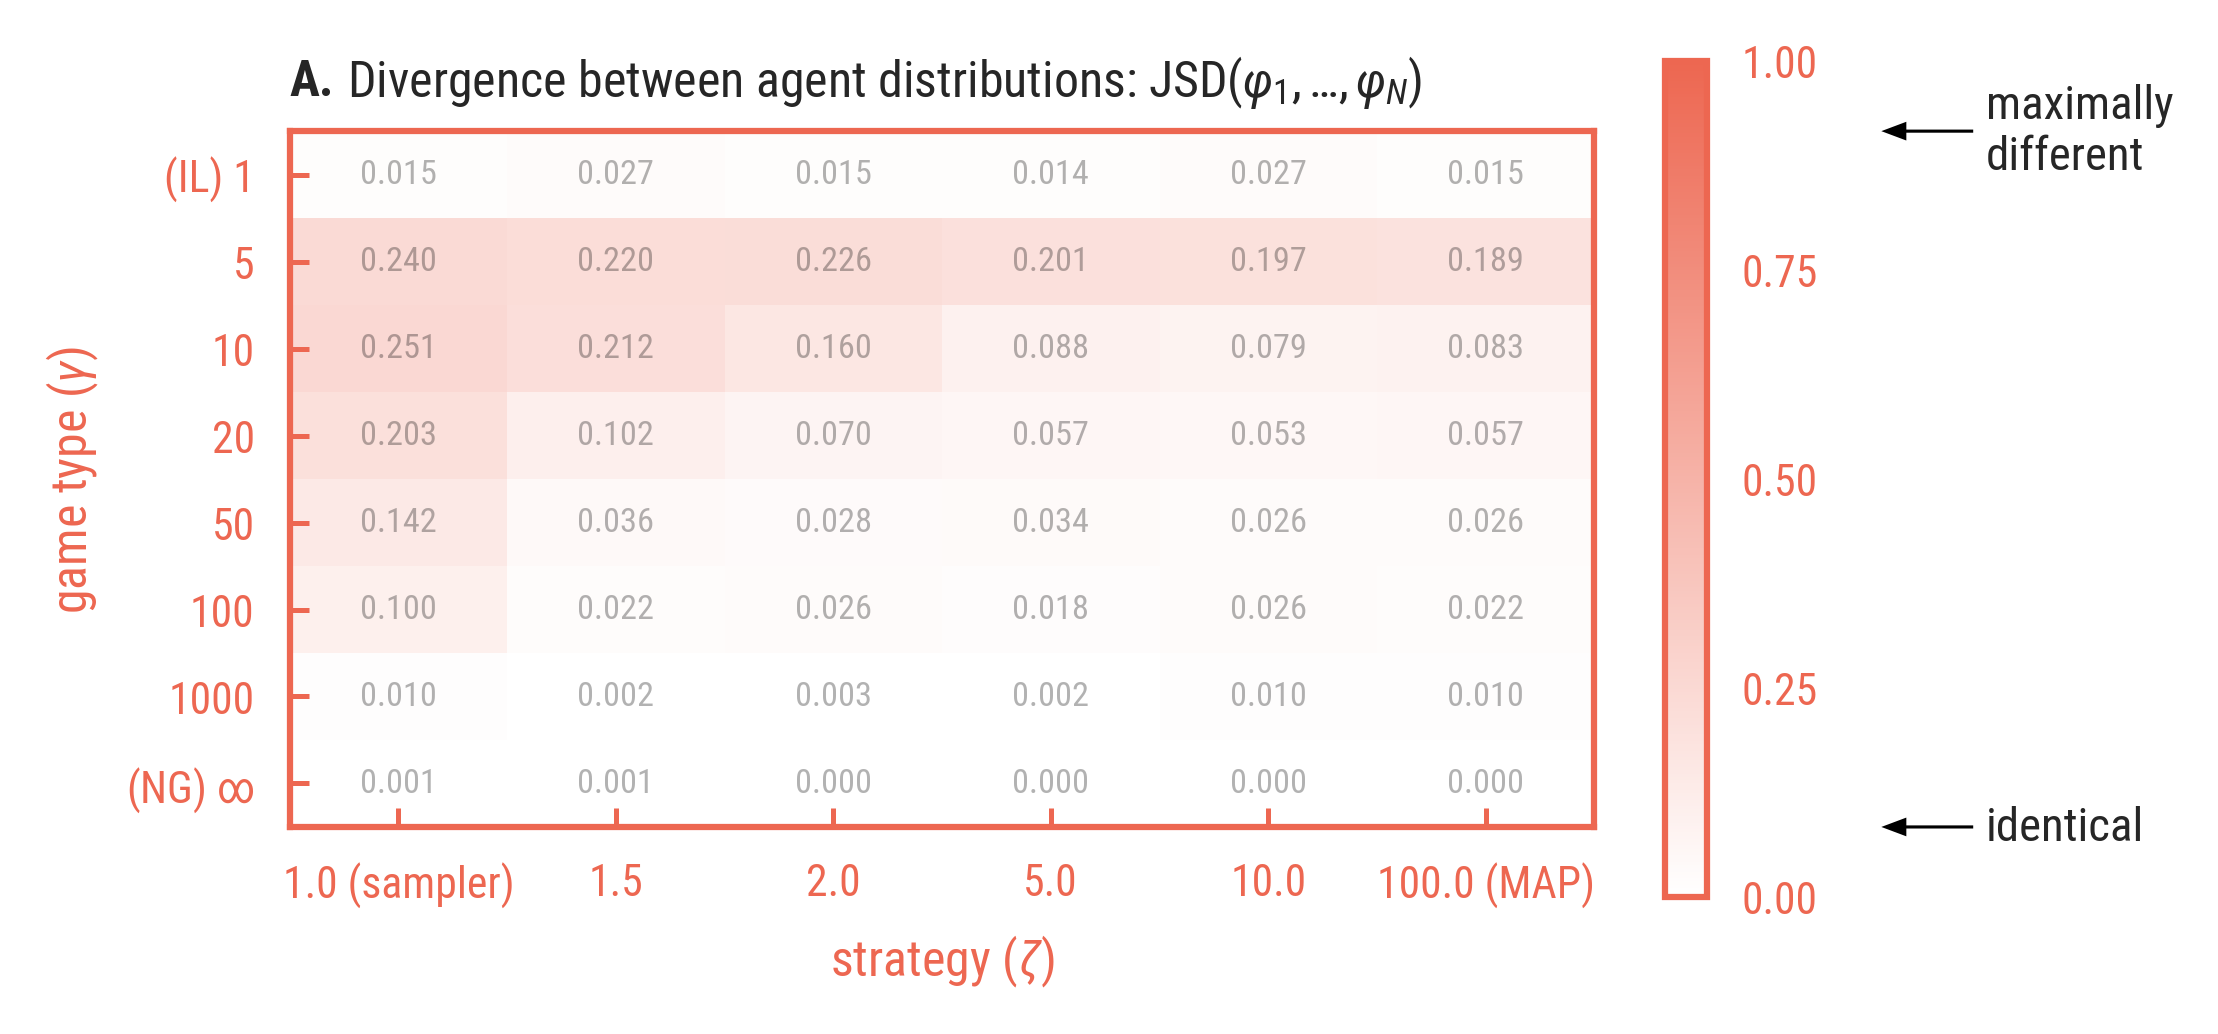 A. Divergence between agent distributions: JSD(φ1, …, φN)
(IL) 1 0.015 0.027 0.015 0.014 0.027 0.015
5 0.240 0.220 0.226 0.201 0.197 0.189
10 0.251 0.212 0.160 0.088 0.079 0.083
20 0.203 0.102 0.070 0.057 0.053 0.057
50 0.142 0.036 0.028 0.034 0.026 0.026
100 0.100 0.022 0.026 0.018 0.026 0.022
1000 0.010 0.002 0.003 0.002 0.010 0.010
(NG) ∞ 0.001 0.001 0.000 0.000 0.000 0.000
1.0 (sampler) 1.5 2.0 5.0 10.0 100.0 (MAP)
strategy (ζ)
game type (γ)
1.00
0.75
0.50
0.25
0.00
maximally
different
identical